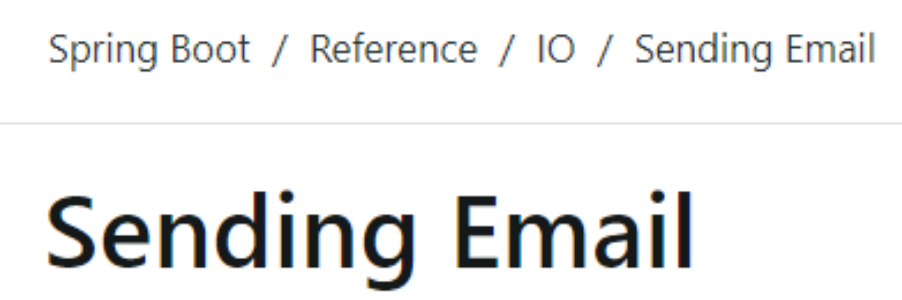 Spring Boot / Reference / IO / Sending Email
Sending Email